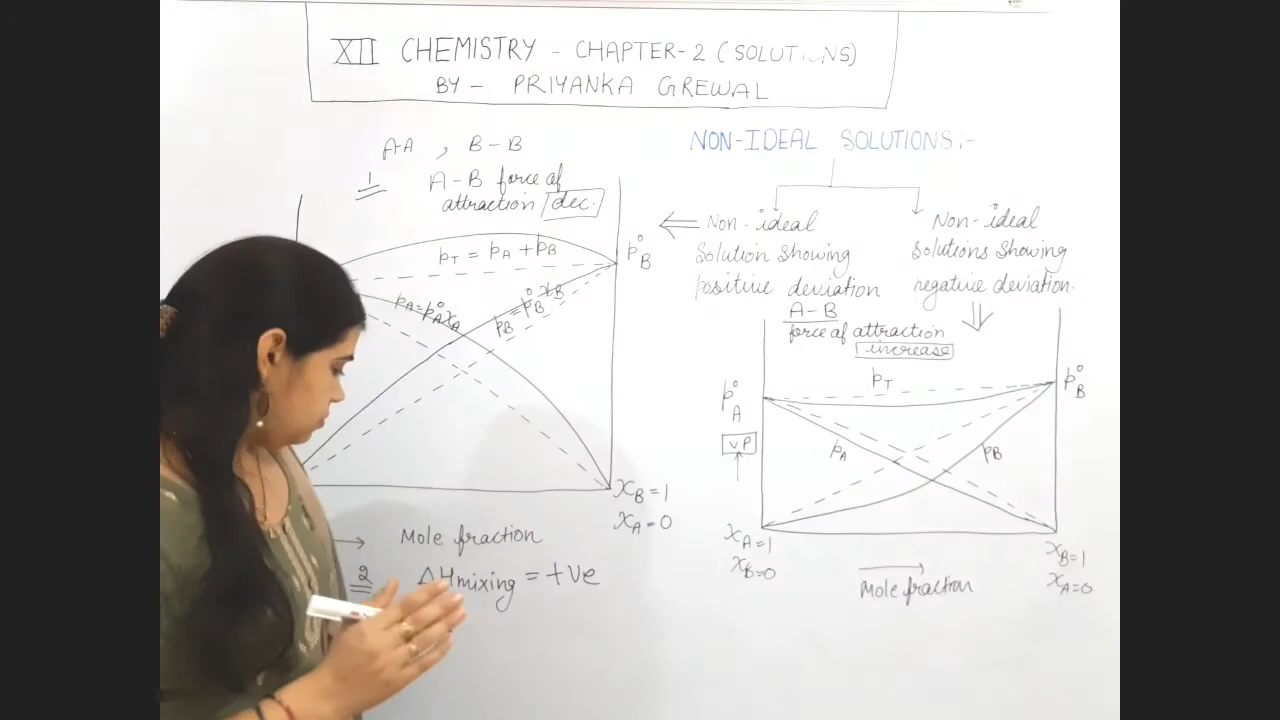 XII CHEMISTRY - CHAPTER-2 (SOLUTIONS)
BY - PRIYANKA GREWAL
AA , B-B
1 A-B force of
attraction dec.
pT = pA + pB
p°B
pA = p°A xA
pB = p°B xB
xB = 1
xA = 0
Mole fraction
2 ΔHmixing = +ve
NON-IDEAL SOLUTIONS:-
Non-ideal
Solution showing
positive deviation
Non-ideal
solutions showing
negative deviation.
A-B
force of attraction
increase
pT
p°A
p°B
VP
pA
pB
xA = 1
xB = 0
xB = 1
xA = 0
Mole fraction